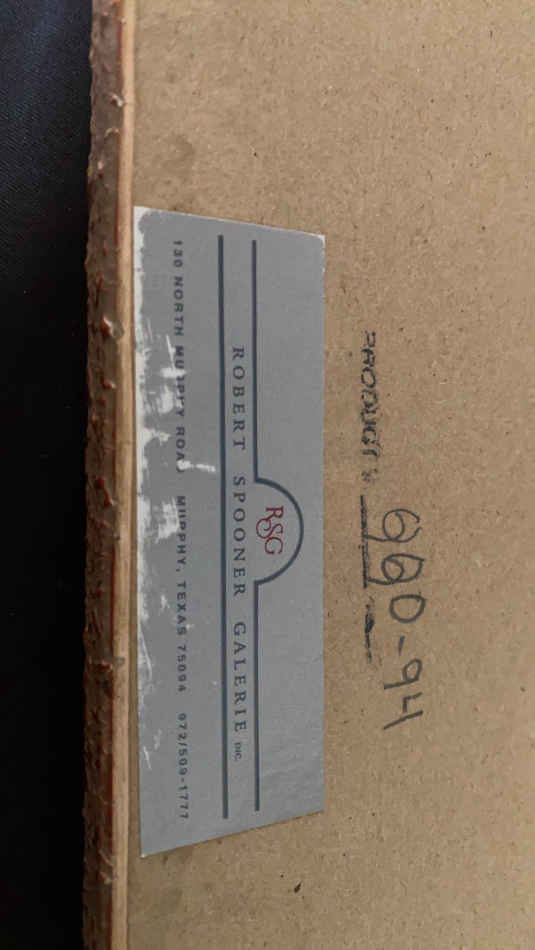 PRODUCT #
990-94
RSG
ROBERT SPOONER GALERIE INC.
130 NORTH MURPHY ROAD MURPHY, TEXAS 75094 972/509-1777